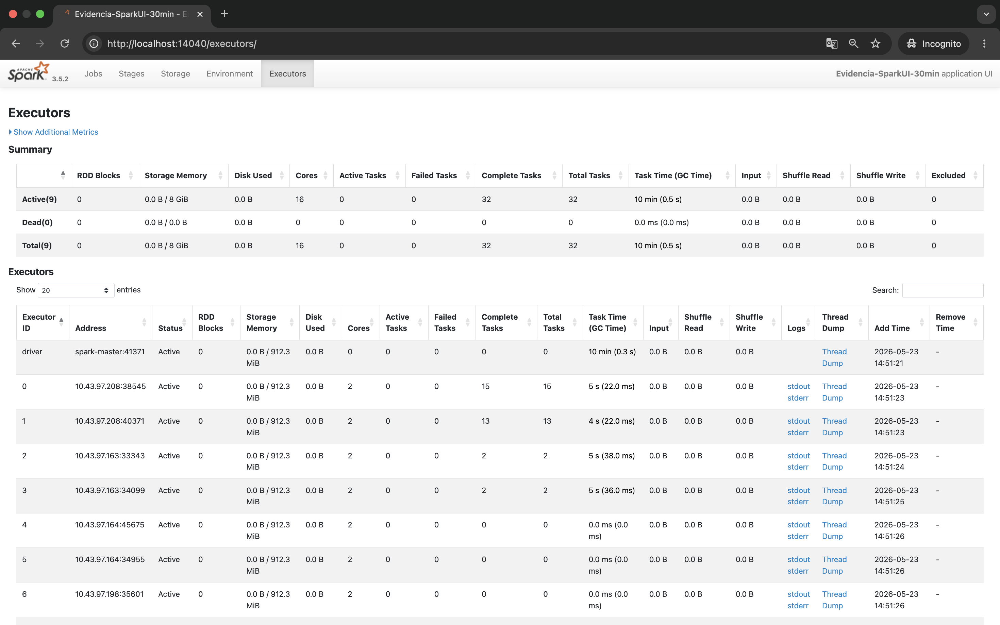 Evidencia-SparkUI-30min - E
http://localhost:14040/executors/
Incognito
APACHE Spark 3.5.2 Jobs Stages Storage Environment Executors Evidencia-SparkUI-30min application UI
Executors
Show Additional Metrics
Summary
RDD Blocks Storage Memory Disk Used Cores Active Tasks Failed Tasks Complete Tasks Total Tasks Task Time (GC Time) Input Shuffle Read Shuffle Write Excluded
Active(9) 0 0.0 B / 8 GiB 0.0 B 16 0 0 32 32 10 min (0.5 s) 0.0 B 0.0 B 0.0 B 0
Dead(0) 0 0.0 B / 0.0 B 0.0 B 0 0 0 0 0 0.0 ms (0.0 ms) 0.0 B 0.0 B 0.0 B 0
Total(9) 0 0.0 B / 8 GiB 0.0 B 16 0 0 32 32 10 min (0.5 s) 0.0 B 0.0 B 0.0 B 0
Executors
Show 20 entries Search:
Executor ID Address Status RDD Blocks Storage Memory Disk Used Cores Active Tasks Failed Tasks Complete Tasks Total Tasks Task Time (GC Time) Input Shuffle Read Shuffle Write Logs Thread Dump Add Time Remove Time
driver spark-master:41371 Active 0 0.0 B / 912.3 MiB 0.0 B 0 0 0 0 0 10 min (0.3 s) 0.0 B 0.0 B 0.0 B Thread Dump 2026-05-23 14:51:21 -
0 10.43.97.208:38545 Active 0 0.0 B / 912.3 MiB 0.0 B 2 0 0 15 15 5 s (22.0 ms) 0.0 B 0.0 B 0.0 B stdout stderr Thread Dump 2026-05-23 14:51:23 -
1 10.43.97.208:40371 Active 0 0.0 B / 912.3 MiB 0.0 B 2 0 0 13 13 4 s (22.0 ms) 0.0 B 0.0 B 0.0 B stdout stderr Thread Dump 2026-05-23 14:51:23 -
2 10.43.97.163:33343 Active 0 0.0 B / 912.3 MiB 0.0 B 2 0 0 2 2 5 s (38.0 ms) 0.0 B 0.0 B 0.0 B stdout stderr Thread Dump 2026-05-23 14:51:24 -
3 10.43.97.163:34099 Active 0 0.0 B / 912.3 MiB 0.0 B 2 0 0 2 2 5 s (36.0 ms) 0.0 B 0.0 B 0.0 B stdout stderr Thread Dump 2026-05-23 14:51:25 -
4 10.43.97.164:45675 Active 0 0.0 B / 912.3 MiB 0.0 B 2 0 0 0 0 0.0 ms (0.0 ms) 0.0 B 0.0 B 0.0 B stdout stderr Thread Dump 2026-05-23 14:51:26 -
5 10.43.97.164:34955 Active 0 0.0 B / 912.3 MiB 0.0 B 2 0 0 0 0 0.0 ms (0.0 ms) 0.0 B 0.0 B 0.0 B stdout stderr Thread Dump 2026-05-23 14:51:26 -
6 10.43.97.198:35601 Active 0 0.0 B / 912.3 MiB 0.0 B 2 0 0 0 0 0.0 ms (0.0 ms) 0.0 B 0.0 B 0.0 B stdout stderr Thread Dump 2026-05-23 14:51:26 -